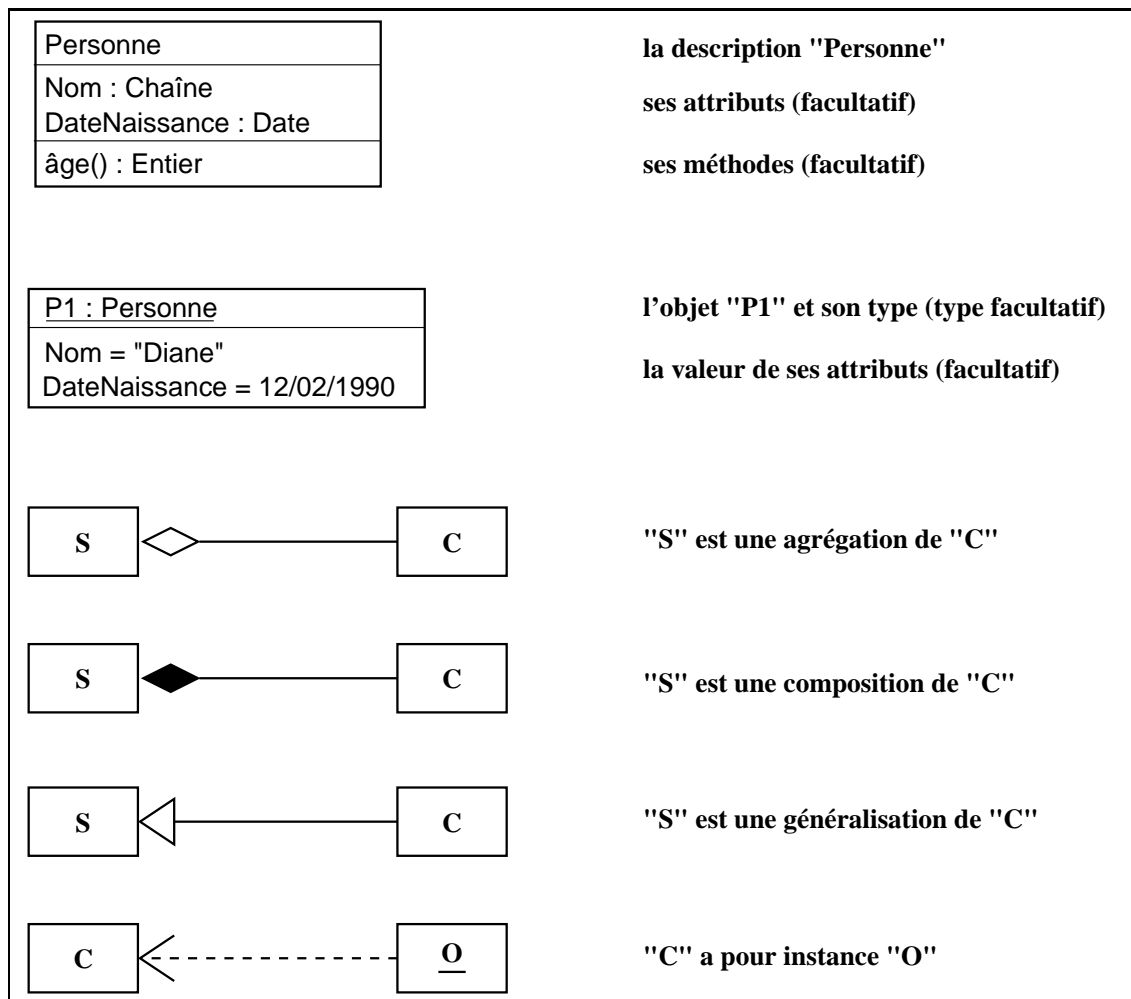 Personne
la description "Personne"
Nom : Chaîne
ses attributs (facultatif)
DateNaissance : Date
âge() : Entier
ses méthodes (facultatif)
P1 : Personne
l'objet "P1" et son type (type facultatif)
Nom = "Diane"
la valeur de ses attributs (facultatif)
DateNaissance = 12/02/1990
S C "S" est une agrégation de "C"
S C "S" est une composition de "C"
S C "S" est une généralisation de "C"
C O "C" a pour instance "O"